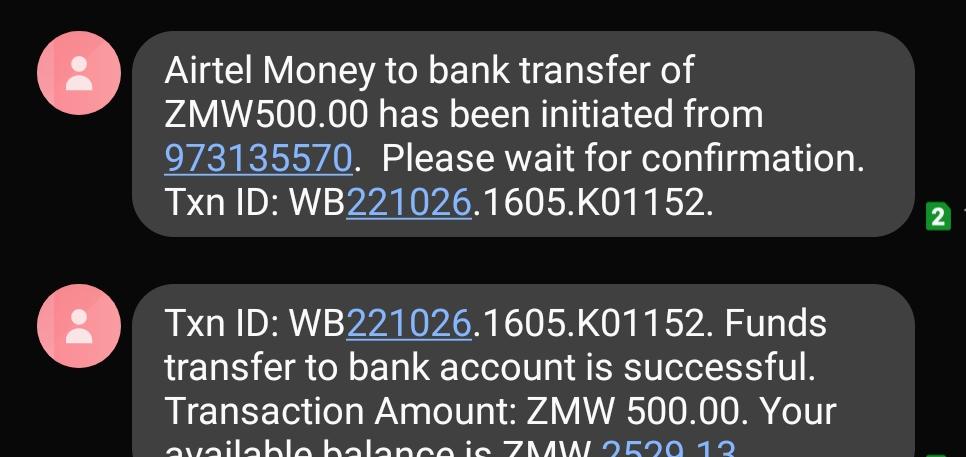 Airtel Money to bank transfer of
ZMW500.00 has been initiated from
973135570.  Please wait for confirmation.
Txn ID: WB221026.1605.K01152.
2
Txn ID: WB221026.1605.K01152. Funds
transfer to bank account is successful.
Transaction Amount: ZMW 500.00. Your
available balance is ZMW 2529.13